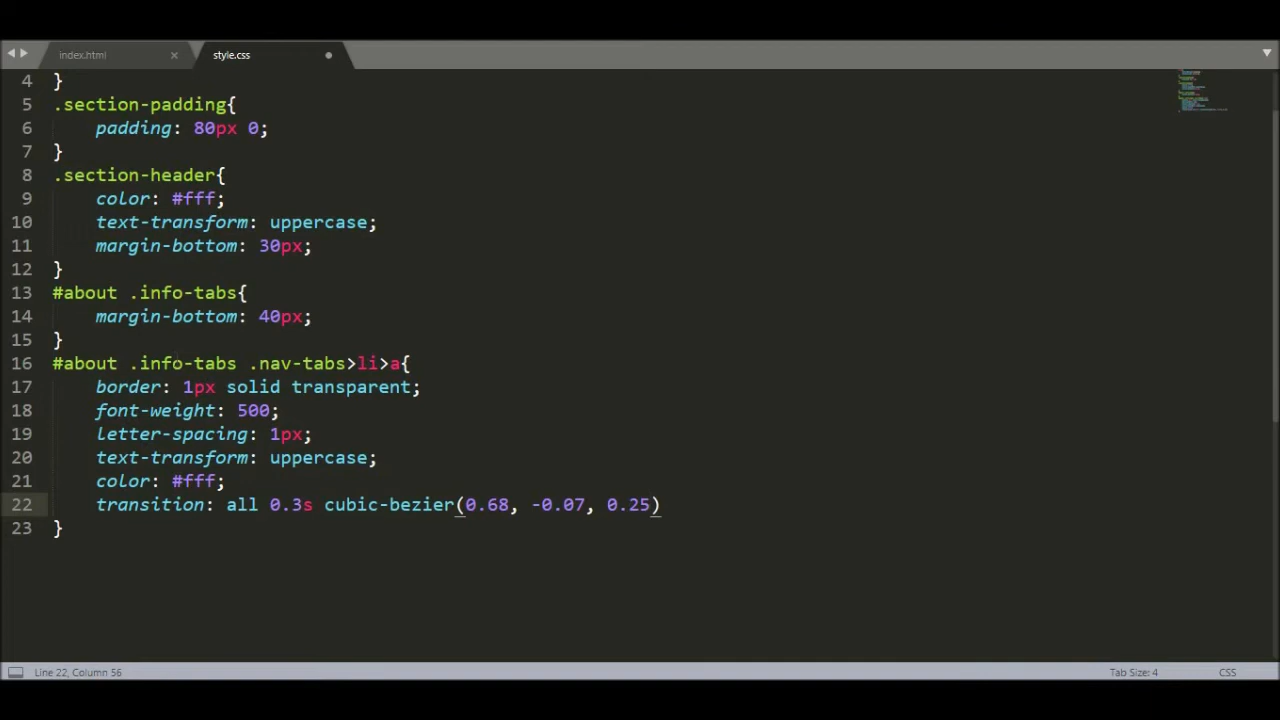 index.html × style.css
4 }
5 .section-padding{
6 padding: 80px 0;
7 }
8 .section-header{
9 color: #fff;
10 text-transform: uppercase;
11 margin-bottom: 30px;
12 }
13 #about .info-tabs{
14 margin-bottom: 40px;
15 }
16 #about .info-tabs .nav-tabs>li>a{
17 border: 1px solid transparent;
18 font-weight: 500;
19 letter-spacing: 1px;
20 text-transform: uppercase;
21 color: #fff;
22 transition: all 0.3s cubic-bezier(0.68, -0.07, 0.25)
23 }
Line 22, Column 56 Tab Size: 4 CSS